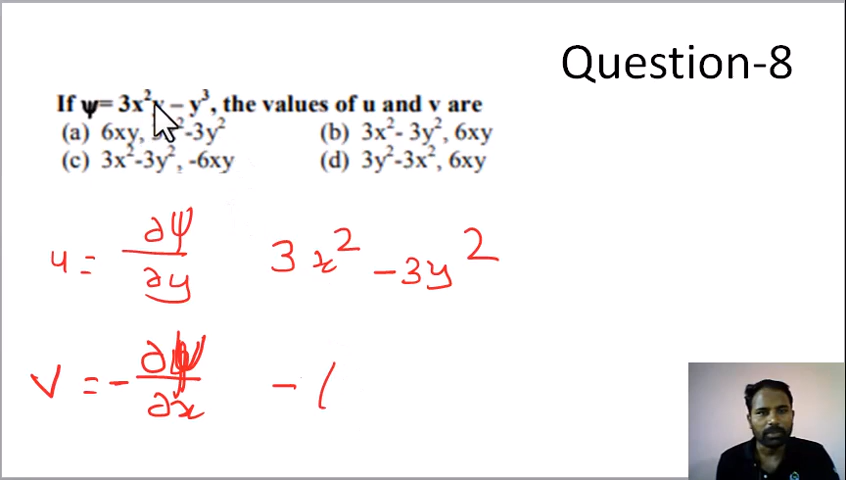 Question-8
If ψ= 3x² – y³, the values of u and v are
(a) 6xy, -3y²
(b) 3x²- 3y², 6xy
(c) 3x²-3y², -6xy
(d) 3y²-3x², 6xy
u = ∂ψ/∂y 3x² -3y²
v = -∂ψ/∂x - (